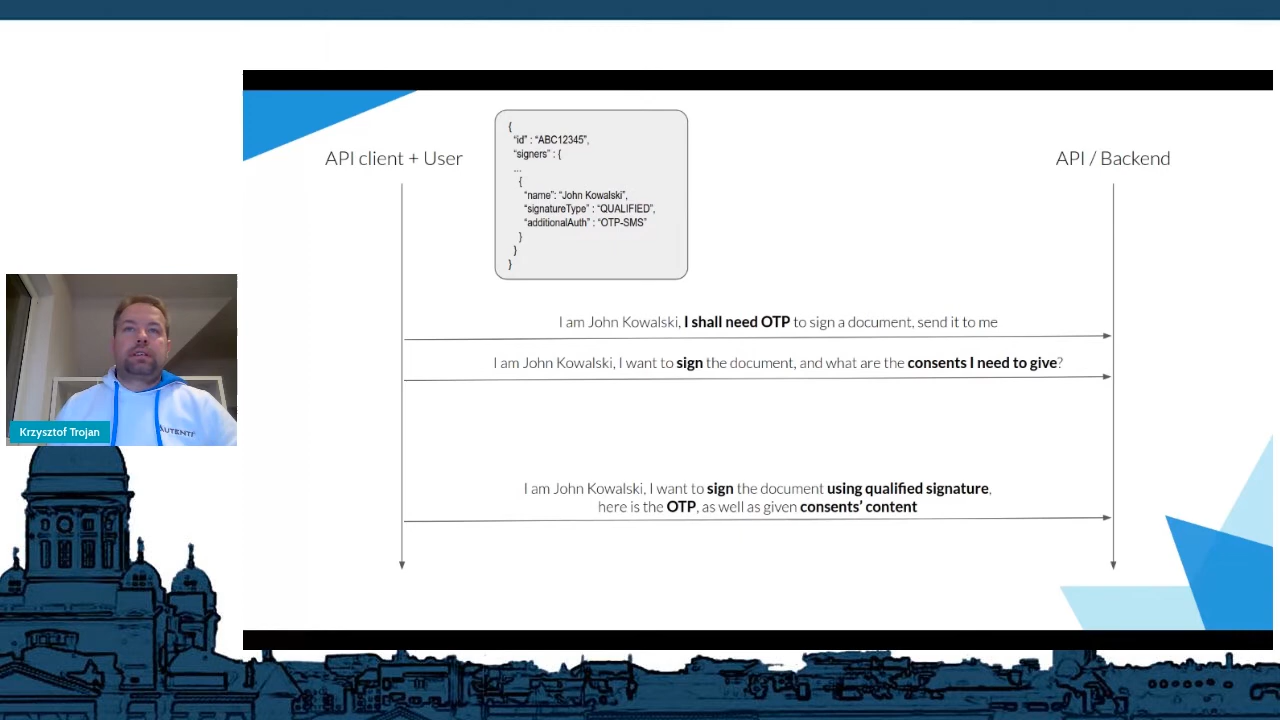 API client + User
{
"id" : "ABC12345",
"signers" : {
...
{
"name": "John Kowalski",
"signatureType" : "QUALIFIED",
"additionalAuth" : "OTP-SMS"
}
}
}
API / Backend
I am John Kowalski, I shall need OTP to sign a document, send it to me
I am John Kowalski, I want to sign the document, and what are the consents I need to give?
I am John Kowalski, I want to sign the document using qualified signature,
here is the OTP, as well as given consents' content
AUTENTI
Krzysztof Trojan